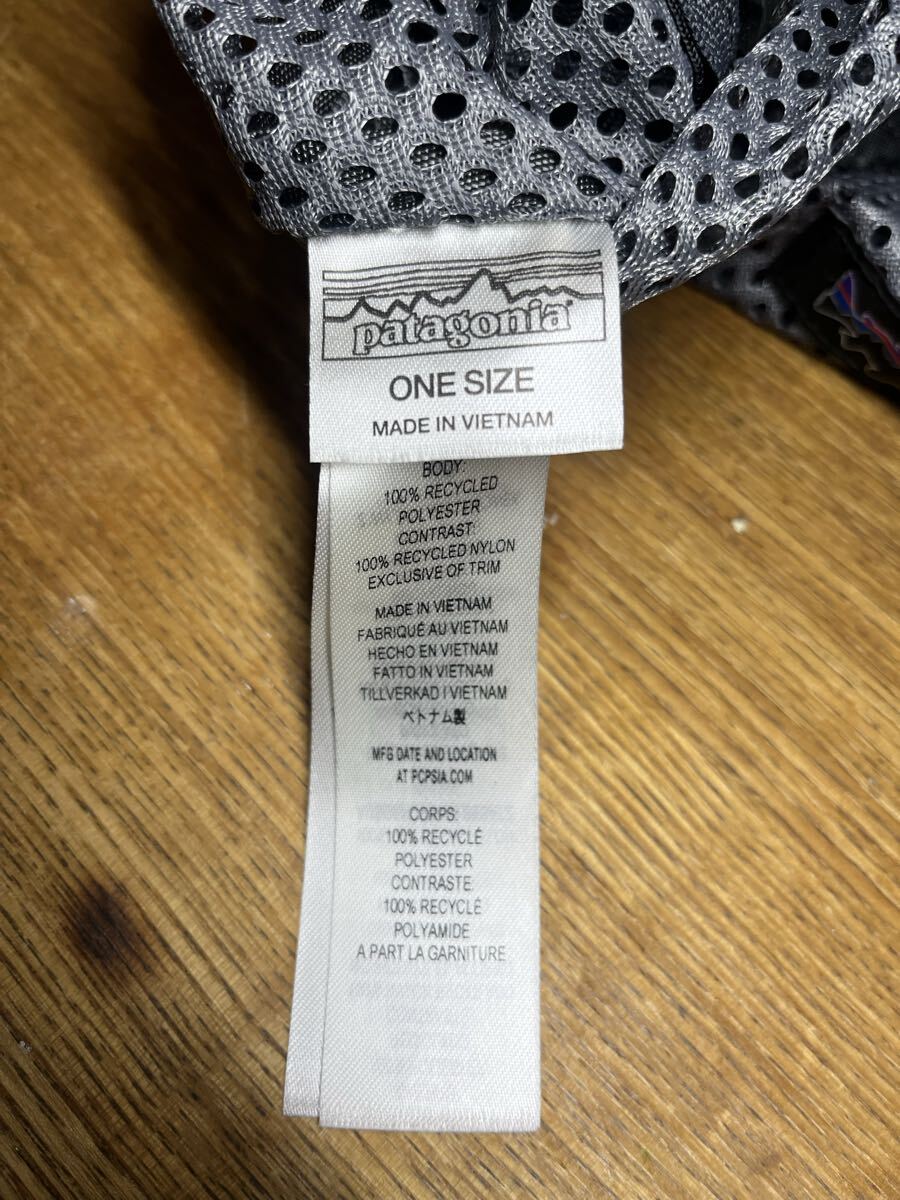 patagonia
ONE SIZE
MADE IN VIETNAM
BODY:
100% RECYCLED
POLYESTER
CONTRAST:
100% RECYCLED NYLON
EXCLUSIVE OF TRIM
MADE IN VIETNAM
FABRIQUÉ AU VIETNAM
HECHO EN VIETNAM
FATTO IN VIETNAM
TILLVERKAD I VIETNAM
ベトナム製
MFG DATE AND LOCATION
AT PCPSIA.COM
CORPS:
100% RECYCLÉ
POLYESTER
CONTRASTE:
100% RECYCLÉ
POLYAMIDE
A PART LA GARNITURE